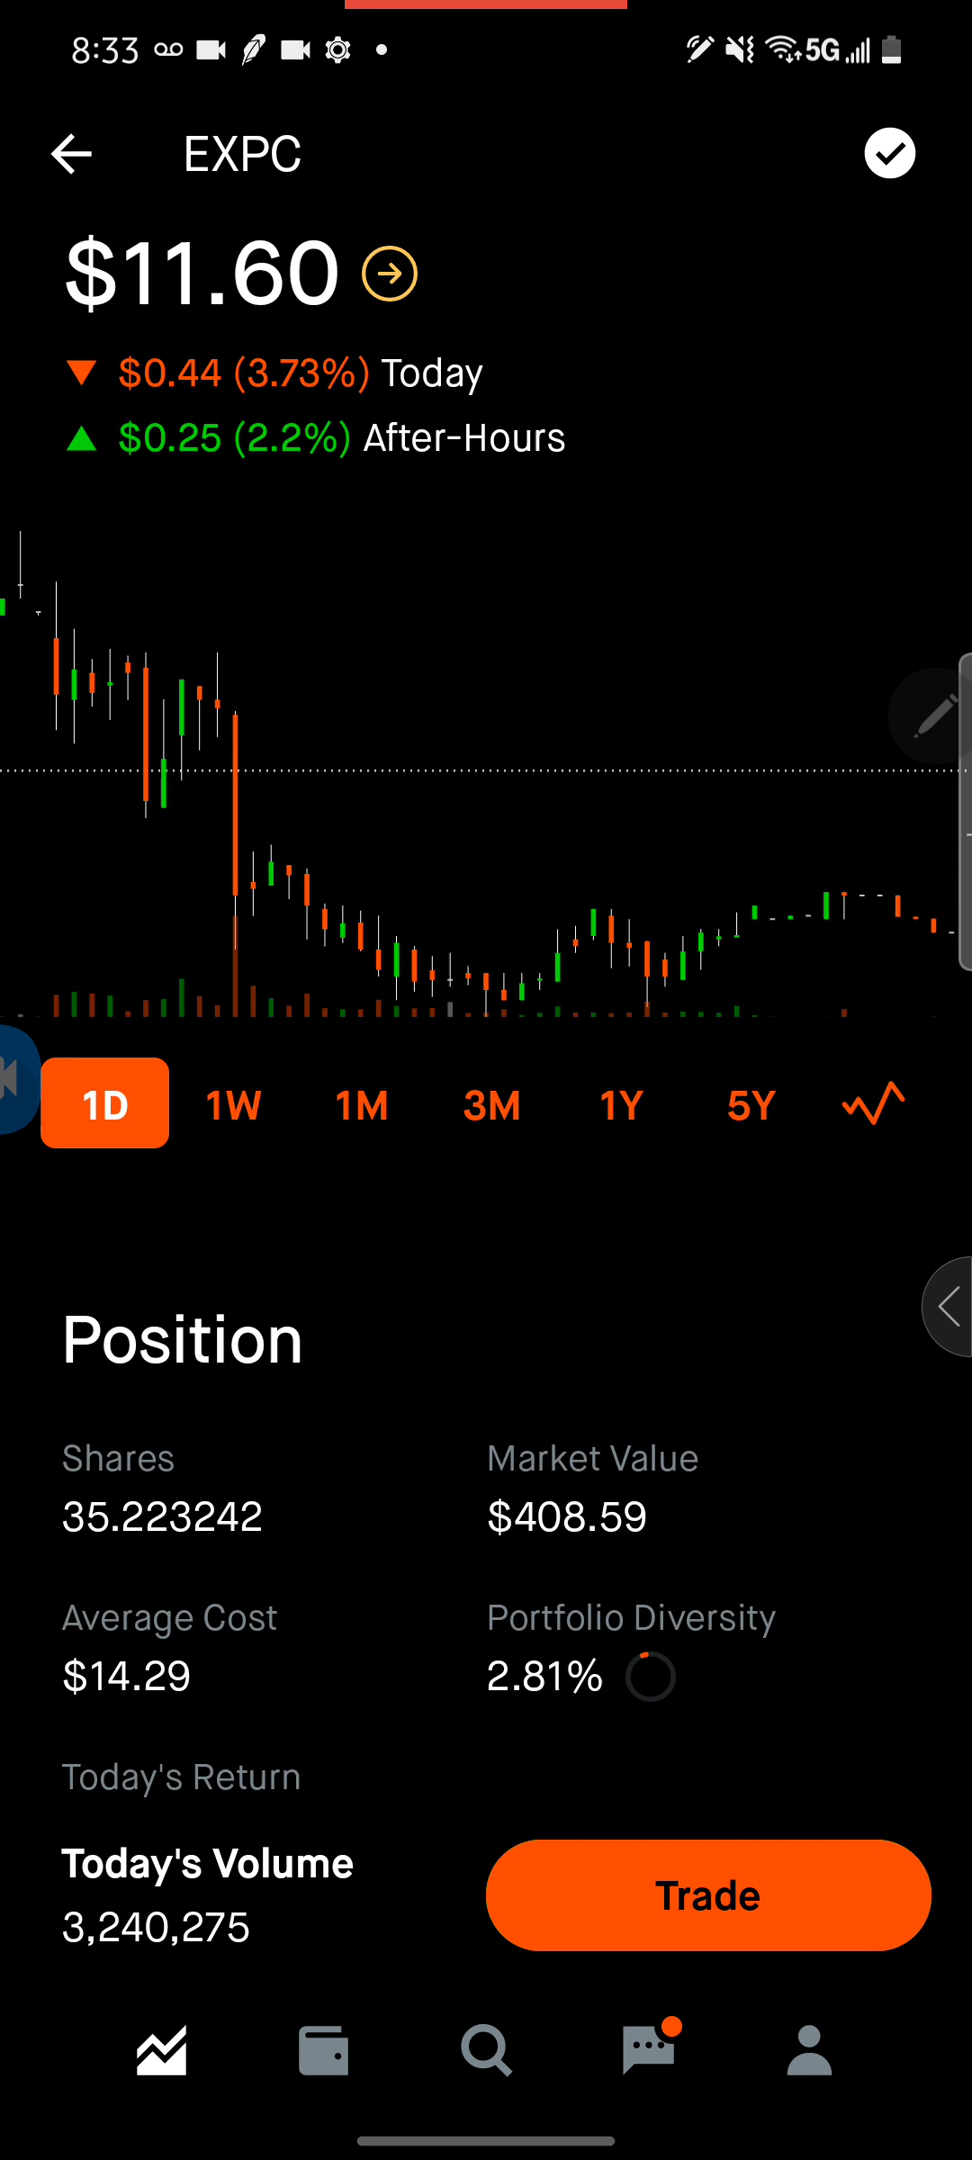 8:33 5G
EXPC
$11.60
$0.44 (3.73%) Today
$0.25 (2.2%) After-Hours
1D 1W 1M 3M 1Y 5Y
Position
Shares Market Value
35.223242 $408.59
Average Cost Portfolio Diversity
$14.29 2.81%
Today's Return
Today's Volume
3,240,275
Trade